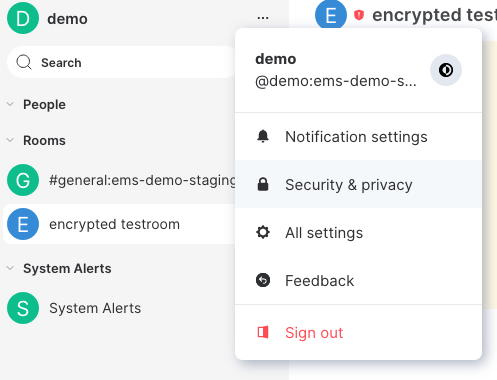 D demo ...
E encrypted test
Search
demo
@demo:ems-demo-s...
People
Notification settings
Rooms
G #general:ems-demo-staging
Security & privacy
E encrypted testroom
All settings
System Alerts
Feedback
S System Alerts
Sign out